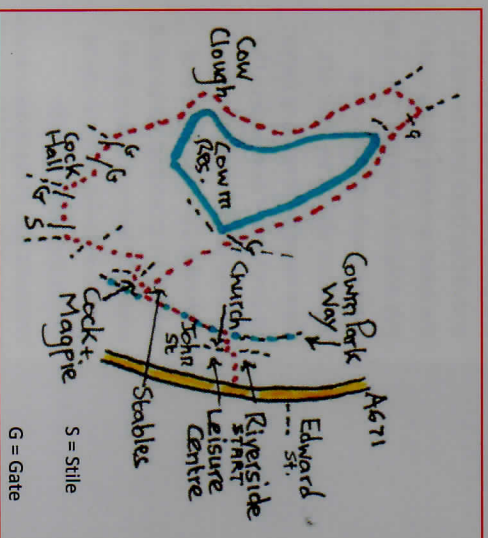 Cow
Clough
G
Cowm
Res.
G
G
Cock
Hall
G
S
G
Cowm Park
Way
Church
John
St
Cock +
Magpie
A671
Edward
St.
Riverside
START
Leisure
Centre
Stables
S = Stile
G = Gate